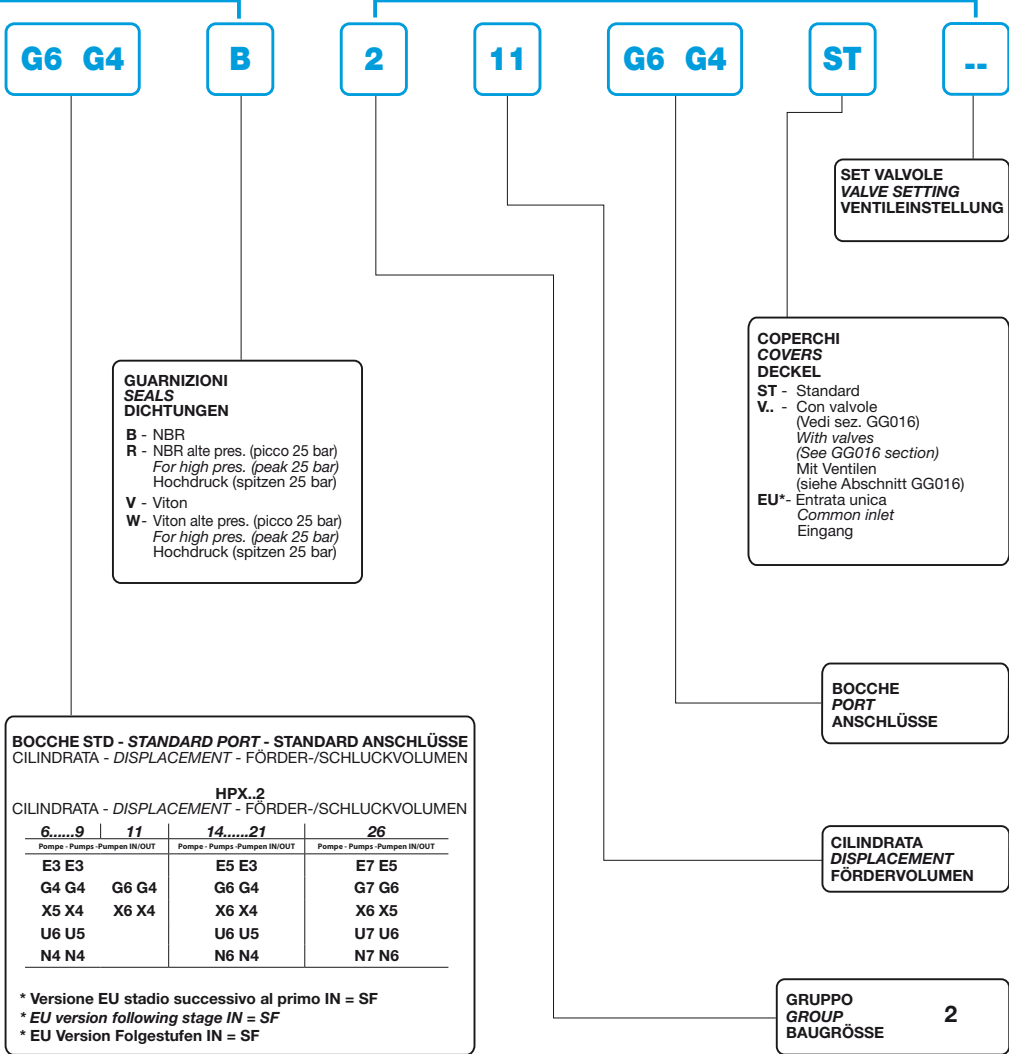 G6 G4 B 2 11 G6 G4 ST --
SET VALVOLE
VALVE SETTING
VENTILEINSTELLUNG
GUARNIZIONI
SEALS
DICHTUNGEN
B - NBR
R - NBR alte pres. (picco 25 bar)
For high pres. (peak 25 bar)
Hochdruck (spitzen 25 bar)
V - Viton
W - Viton alte pres. (picco 25 bar)
For high pres. (peak 25 bar)
Hochdruck (spitzen 25 bar)
COPERCHI
COVERS
DECKEL
ST - Standard
V.. - Con valvole
(Vedi sez. GG016)
With valves
(See GG016 section)
Mit Ventilen
(siehe Abschnitt GG016)
EU*- Entrata unica
Common inlet
Eingang
BOCCHE
PORT
ANSCHLÜSSE
BOCCHE STD - STANDARD PORT - STANDARD ANSCHLÜSSE
CILINDRATA - DISPLACEMENT - FÖRDER-/SCHLUCKVOLUMEN
HPX..2
CILINDRATA - DISPLACEMENT - FÖRDER-/SCHLUCKVOLUMEN
6......9 11 14......21 26
Pompe - Pumps -Pumpen IN/OUT Pompe - Pumps -Pumpen IN/OUT Pompe - Pumps -Pumpen IN/OUT
E3 E3 E5 E3 E7 E5
G4 G4 G6 G4 G6 G4 G7 G6
X5 X4 X6 X4 X6 X4 X6 X5
U6 U5 U6 U5 U7 U6
N4 N4 N6 N4 N7 N6
* Versione EU stadio successivo al primo IN = SF
* EU version following stage IN = SF
* EU Version Folgestufen IN = SF
CILINDRATA
DISPLACEMENT
FÖRDERVOLUMEN
GRUPPO
GROUP 2
BAUGRÖSSE